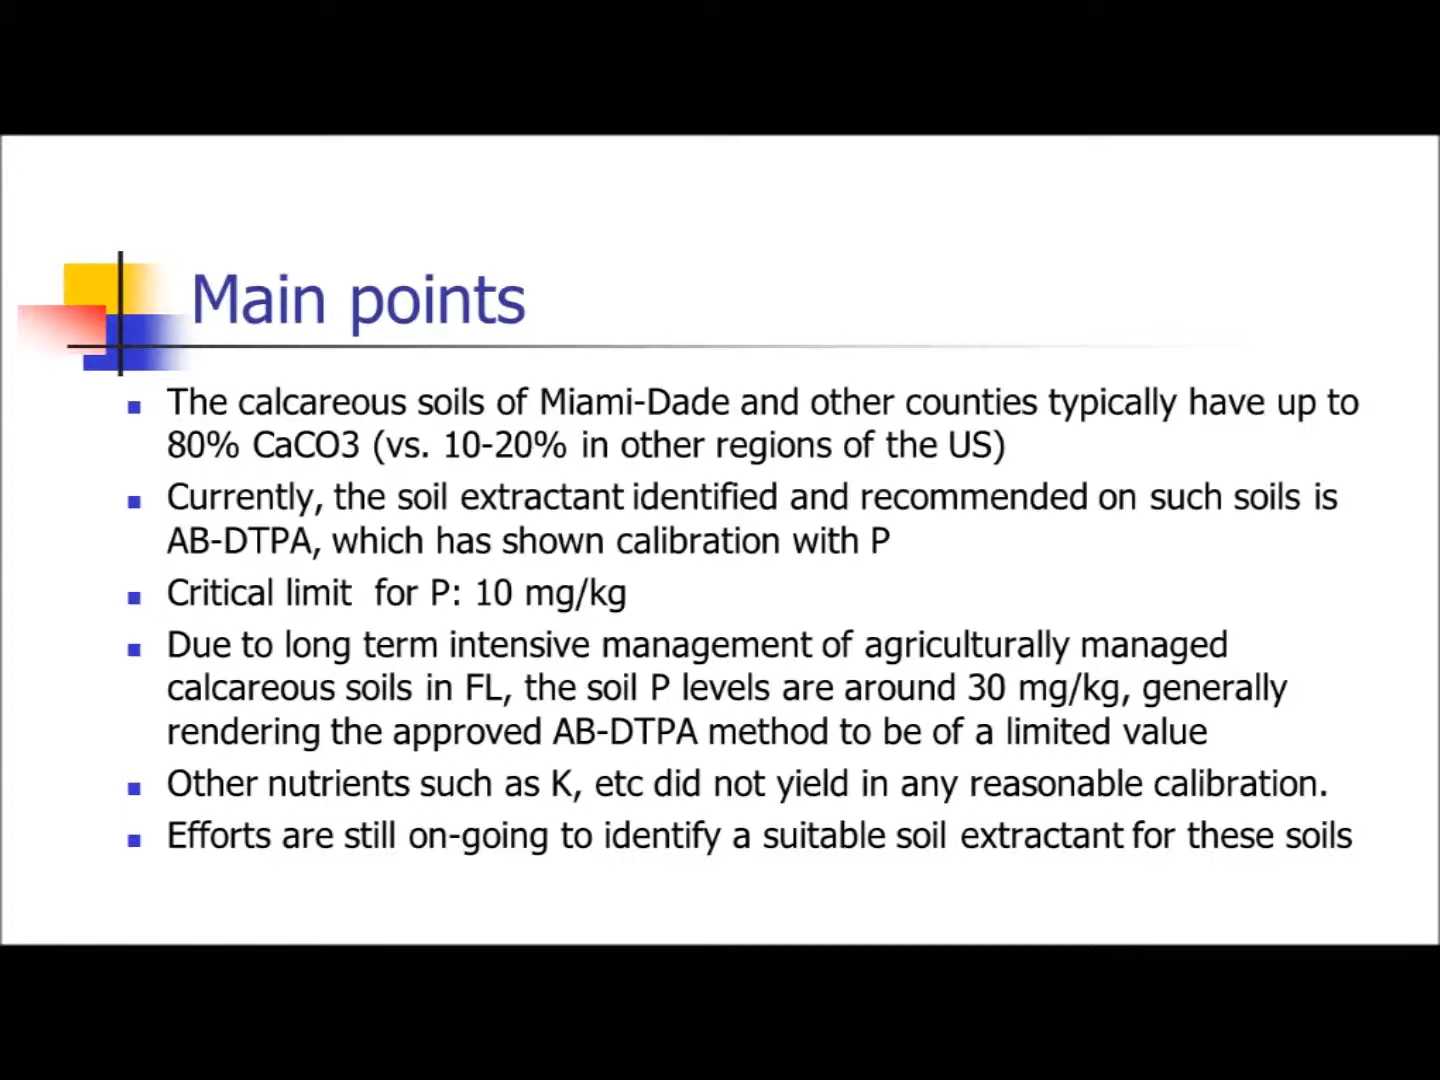 Main points
The calcareous soils of Miami-Dade and other counties typically have up to
80% CaCO3 (vs. 10-20% in other regions of the US)
Currently, the soil extractant identified and recommended on such soils is
AB-DTPA, which has shown calibration with P
Critical limit  for P: 10 mg/kg
Due to long term intensive management of agriculturally managed
calcareous soils in FL, the soil P levels are around 30 mg/kg, generally
rendering the approved AB-DTPA method to be of a limited value
Other nutrients such as K, etc did not yield in any reasonable calibration.
Efforts are still on-going to identify a suitable soil extractant for these soils